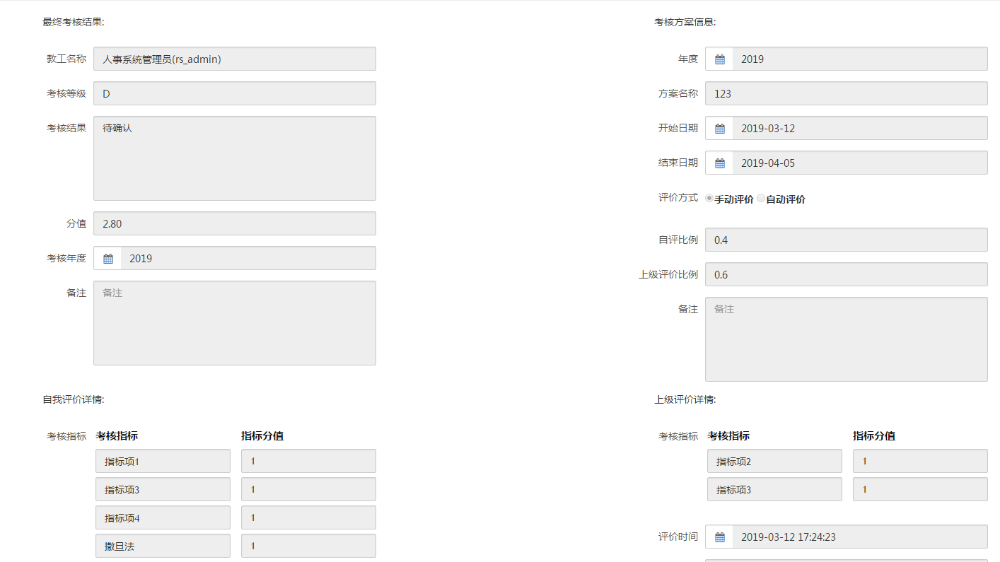 最终考核结果:
教工名称 人事系统管理员(rs_admin)
考核等级 D
考核结果 待确认
分值 2.80
考核年度 2019
备注 备注
考核方案信息:
年度 2019
方案名称 123
开始日期 2019-03-12
结束日期 2019-04-05
评价方式 手动评价 自动评价
自评比例 0.4
上级评价比例 0.6
备注 备注
自我评价详情:
考核指标 考核指标 指标分值
指标项1 1
指标项3 1
指标项4 1
撒旦法 1
上级评价详情:
考核指标 考核指标 指标分值
指标项2 1
指标项3 1
评价时间 2019-03-12 17:24:23